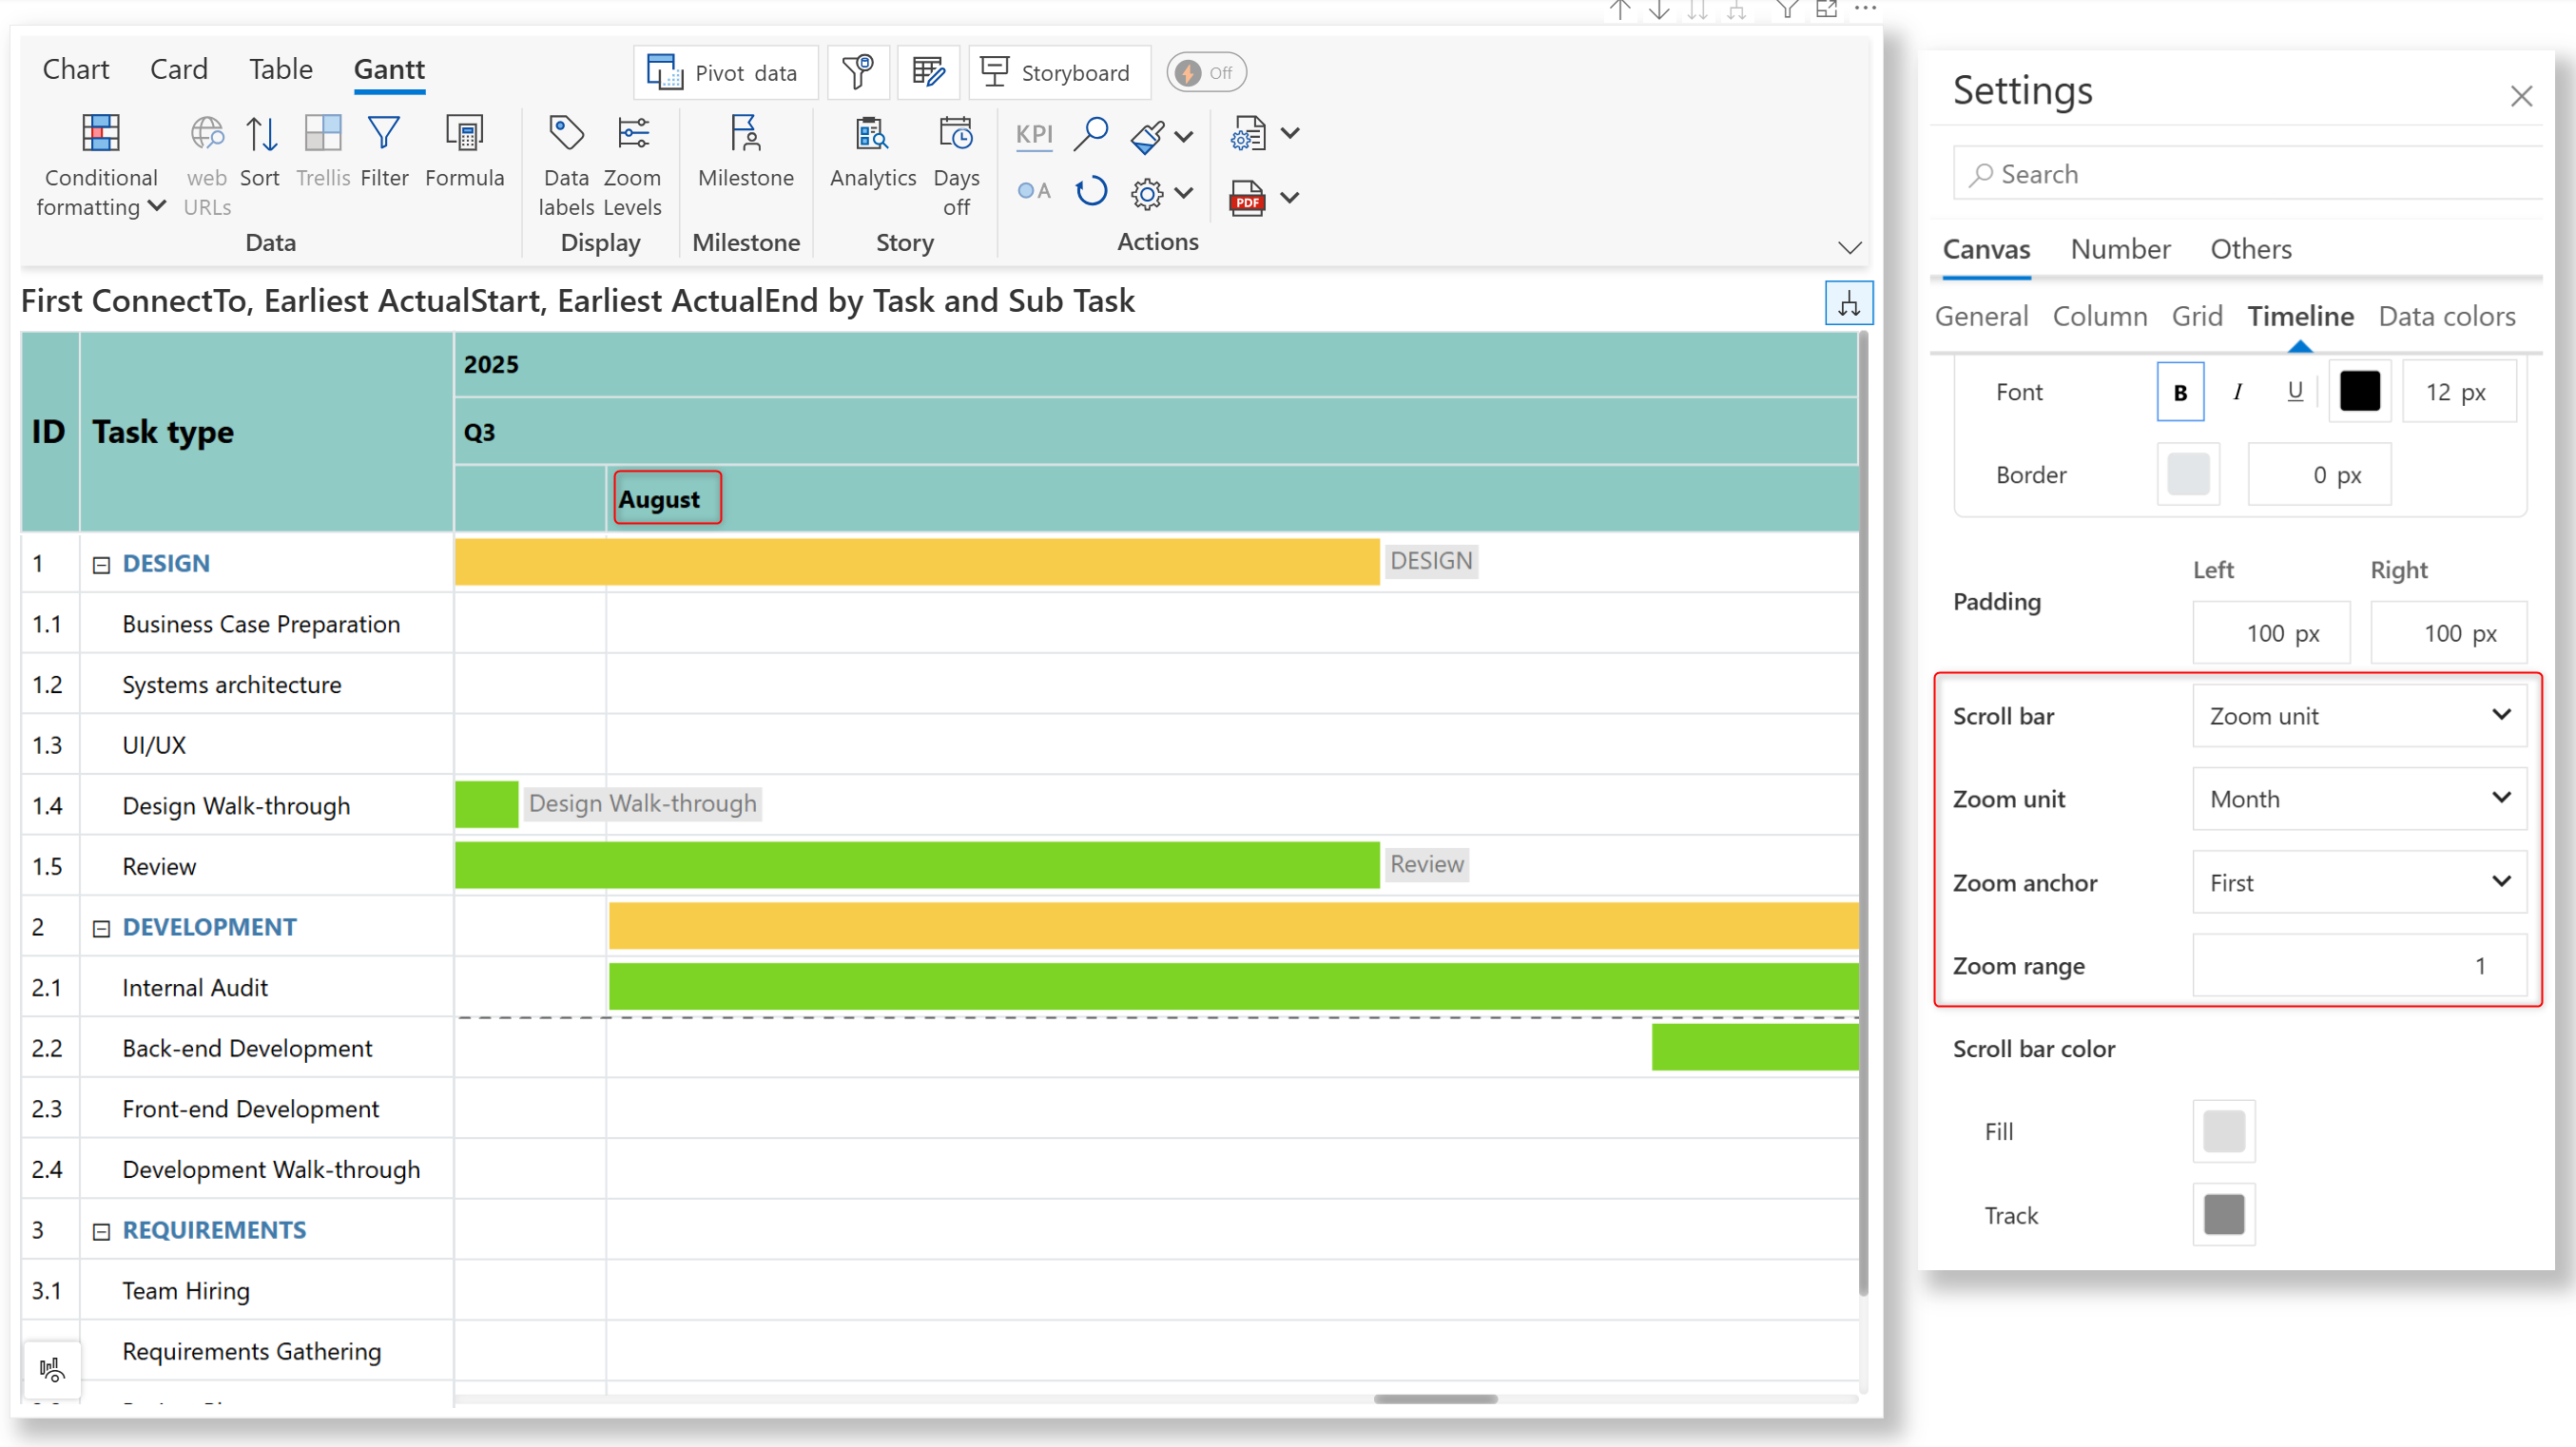 Chart Card Table Gantt
Pivot data
Storyboard
Off
Conditional formatting
web URLs
Sort
Trellis
Filter
Formula
Data labels
Zoom Levels
Milestone
Analytics
Days off
KPI
A
PDF
Data
Display
Milestone
Story
Actions
First ConnectTo, Earliest ActualStart, Earliest ActualEnd by Task and Sub Task
ID Task type
2025
Q3
August
1 DESIGN DESIGN
1.1 Business Case Preparation
1.2 Systems architecture
1.3 UI/UX
1.4 Design Walk-through Design Walk-through
1.5 Review Review
2 DEVELOPMENT
2.1 Internal Audit
2.2 Back-end Development
2.3 Front-end Development
2.4 Development Walk-through
3 REQUIREMENTS
3.1 Team Hiring
Requirements Gathering
Settings
Search
Canvas Number Others
General Column Grid Timeline Data colors
Font B I U 12 px
Border 0 px
Left Right
Padding 100 px 100 px
Scroll bar Zoom unit
Zoom unit Month
Zoom anchor First
Zoom range 1
Scroll bar color
Fill
Track